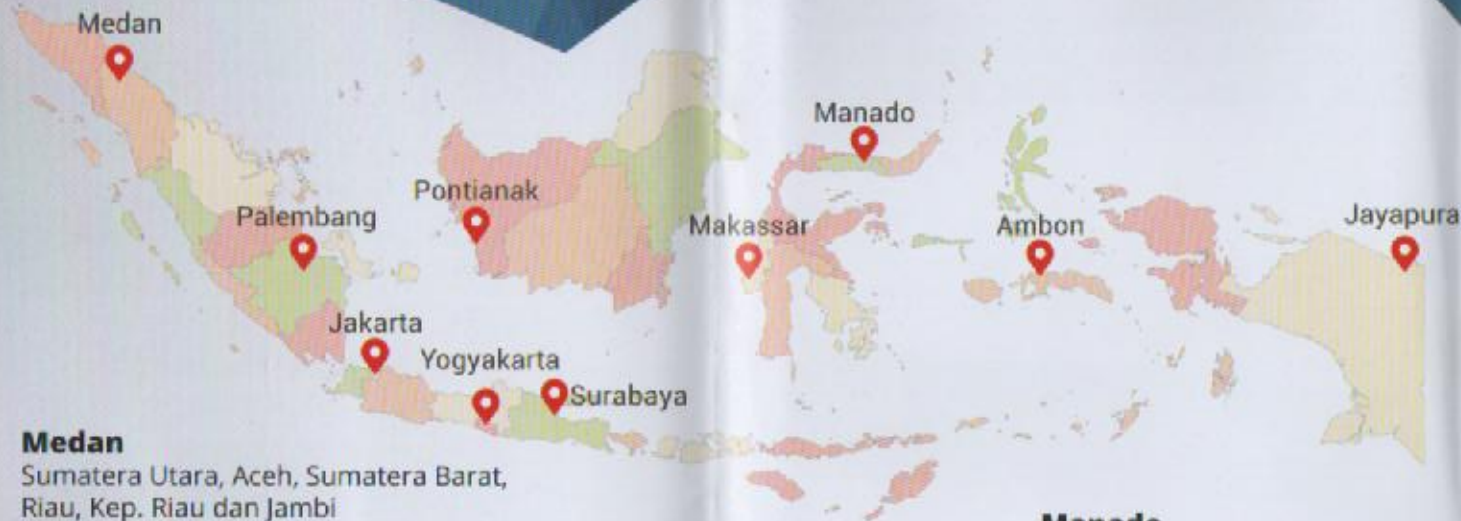 Medan
Manado
Pontianak
Palembang
Makassar
Ambon
Jayapura
Jakarta
Yogyakarta
Surabaya
Medan
Sumatera Utara, Aceh, Sumatera Barat,
Riau, Kep. Riau dan Jambi
Manado